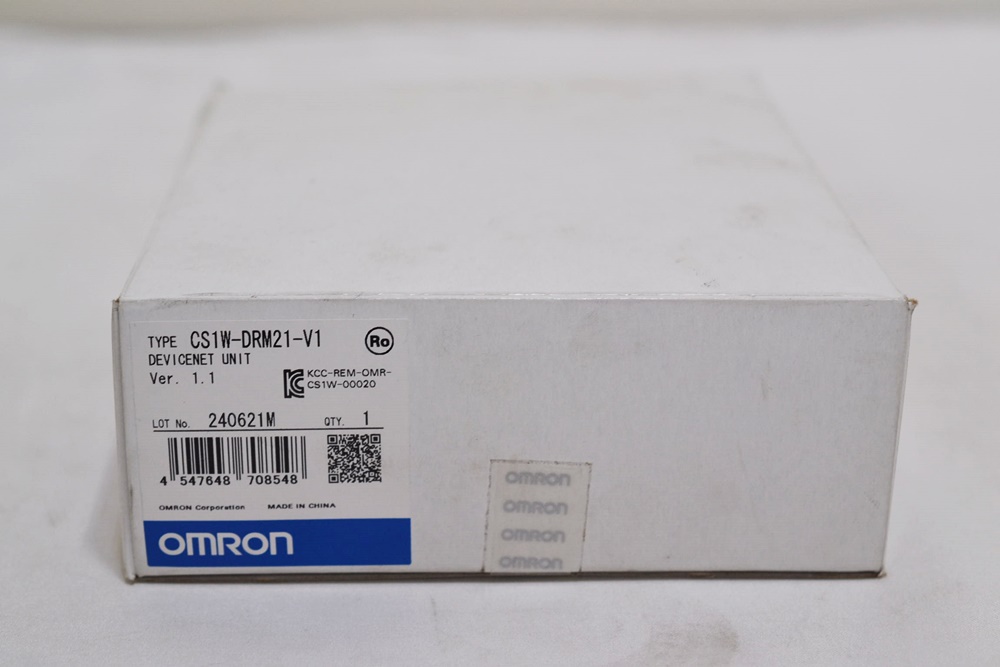 TYPE CS1W-DRM21-V1 Ro
DEVICENET UNIT
Ver. 1.1
KCC-REM-OMR-
CS1W-00020
LOT No. 240621M QTY. 1
4 547648 708548
OMRON Corporation MADE IN CHINA
OMRON
OMRON
OMRON
OMRON
OMRON